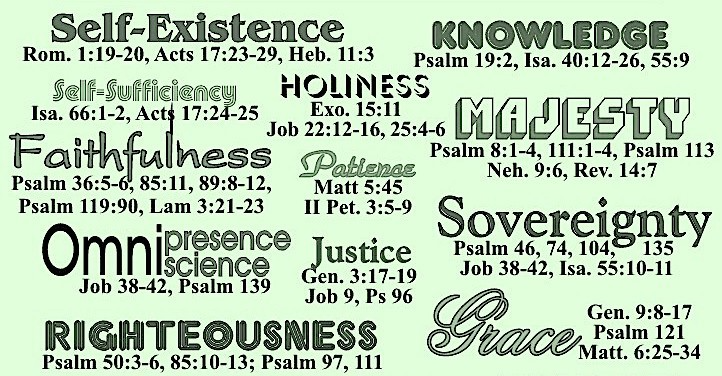 Self-Existence
Rom. 1:19-20, Acts 17:23-29, Heb. 11:3
KNOWLEDGE
Psalm 19:2, Isa. 40:12-26, 55:9
Self-Sufficiency
Isa. 66:1-2, Acts 17:24-25
HOLINESS
Exo. 15:11
Job 22:12-16, 25:4-6
MAJESTY
Psalm 8:1-4, 111:1-4, Psalm 113
Neh. 9:6, Rev. 14:7
Faithfulness
Psalm 36:5-6, 85:11, 89:8-12,
Psalm 119:90, Lam 3:21-23
Patience
Matt 5:45
II Pet. 3:5-9
Sovereignty
Psalm 46, 74, 104, 135
Job 38-42, Isa. 55:10-11
Omnipresence
science
Job 38-42, Psalm 139
Justice
Gen. 3:17-19
Job 9, Ps 96
Grace
Gen. 9:8-17
Psalm 121
Matt. 6:25-34
RIGHTEOUSNESS
Psalm 50:3-6, 85:10-13; Psalm 97, 111